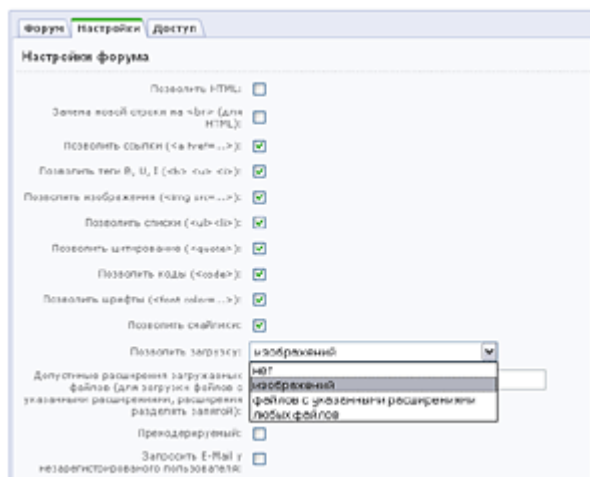 Форум Настройки Доступ
Настройки форума
Позволить HTML:
Замена новой строки на <br> (для
HTML):
Позволить ссылки (<a href=...>):
Позволить теги B, U, I (<b> <u> <i>):
Позволить изображения (<img src=...>):
Позволить списки (<ul><li>):
Позволить цитирование (<quote>):
Позволить коды (<code>):
Позволить шрифты (<font color=...>):
Позволить смайлики:
Позволить загрузку: изображений
нет
Допустимые расширения загружаемых
файлов (для загрузки файлов с изображений
указанными расширениями, расширения файлов с указанными расширениями
разделять запятой): любых файлов
Премодерируемый:
Запросить E-Mail у
незарегистрированого пользователя: